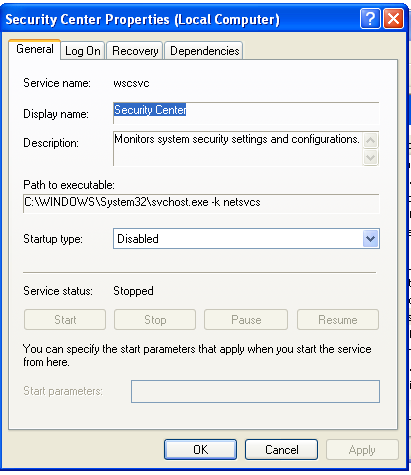 Security Center Properties (Local Computer)
General Log On Recovery Dependencies
Service name: wscsvc
Display name: Security Center
Description: Monitors system security settings and configurations.
Path to executable:
C:\WINDOWS\System32\svchost.exe -k netsvcs
Startup type: Disabled
Service status: Stopped
Start Stop Pause Resume
You can specify the start parameters that apply when you start the service
from here.
Start parameters:
OK Cancel Apply